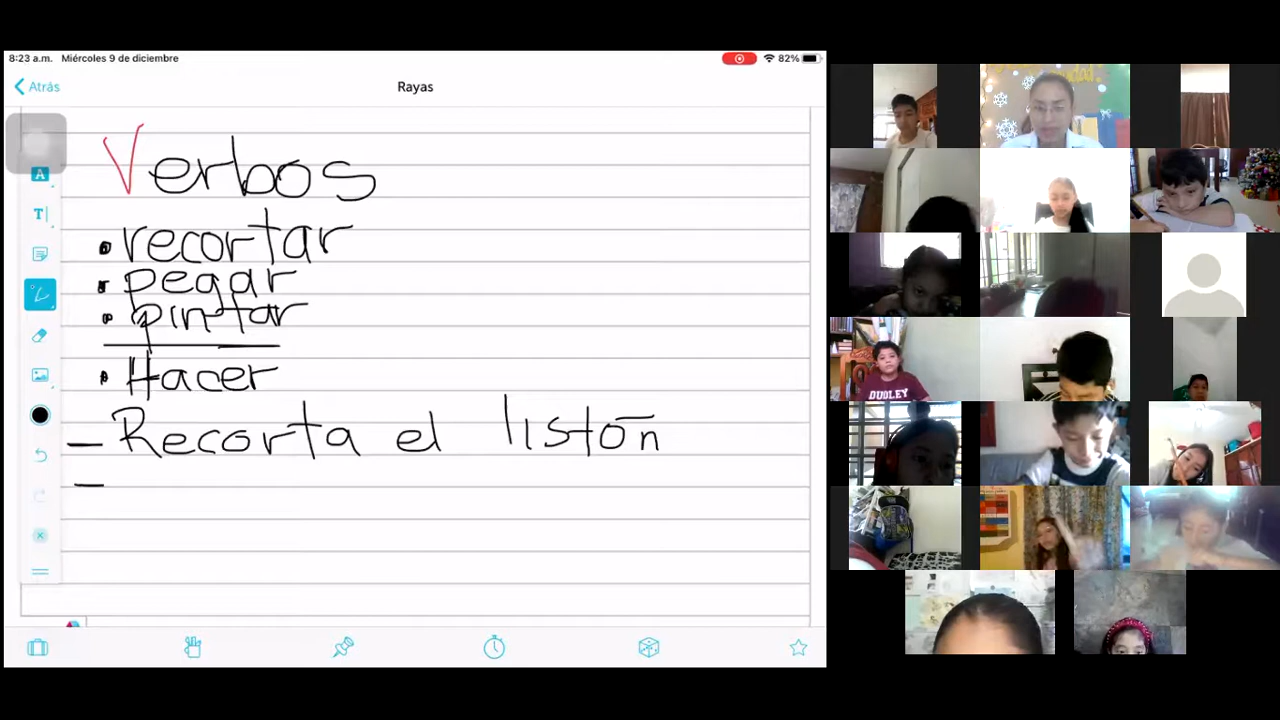 8:23 a.m. Miércoles 9 de diciembre 82%
Atrás Rayas
Verbos
• recortar
• pegar
• pintar
• Hacer
- Recorta el listón
-
A
T
DUDLEY